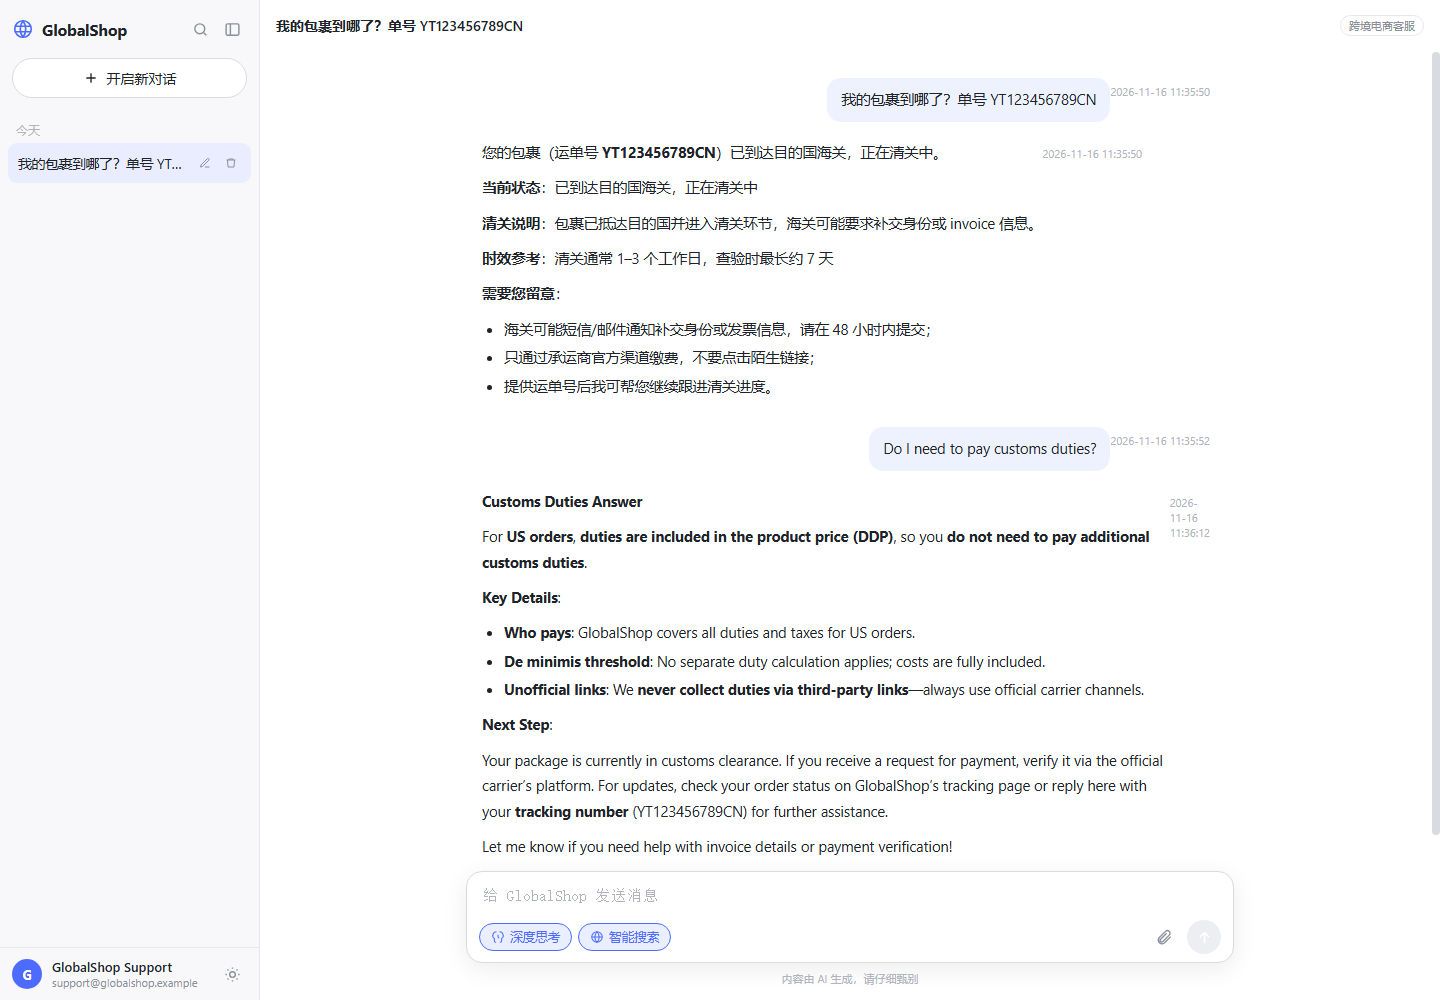 GlobalShop
开启新对话
今天
我的包裹到哪了？单号 YT...
GlobalShop Support
support@globalshop.example
G
我的包裹到哪了？单号 YT123456789CN
跨境电商客服
我的包裹到哪了？单号 YT123456789CN
2026-11-16 11:35:50
您的包裹（运单号 YT123456789CN）已到达目的国海关，正在清关中。
2026-11-16 11:35:50
当前状态：已到达目的国海关，正在清关中
清关说明：包裹已抵达目的国并进入清关环节，海关可能要求补交身份或 invoice 信息。
时效参考：清关通常 1–3 个工作日，查验时最长约 7 天
需要您留意：
海关可能短信/邮件通知补交身份或发票信息，请在 48 小时内提交；
只通过承运商官方渠道缴费，不要点击陌生链接；
提供运单号后我可帮您继续跟进清关进度。
Do I need to pay customs duties?
2026-11-16 11:35:52
Customs Duties Answer
2026-
11-16
11:36:12
For US orders, duties are included in the product price (DDP), so you do not need to pay additional
customs duties.
Key Details:
Who pays: GlobalShop covers all duties and taxes for US orders.
De minimis threshold: No separate duty calculation applies; costs are fully included.
Unofficial links: We never collect duties via third-party links—always use official carrier channels.
Next Step:
Your package is currently in customs clearance. If you receive a request for payment, verify it via the official
carrier’s platform. For updates, check your order status on GlobalShop’s tracking page or reply here with
your tracking number (YT123456789CN) for further assistance.
Let me know if you need help with invoice details or payment verification!
给 GlobalShop 发送消息
深度思考
智能搜索
内容由 AI 生成，请仔细甄别